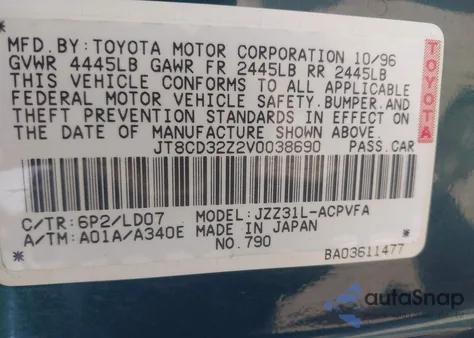 MFD.BY:TOYOTA MOTOR CORPORATION 10/96
GVWR 4445LB GAWR FR 2445LB RR 2445LB
THIS VEHICLE CONFORMS TO ALL APPLICABLE
FEDERAL MOTOR VEHICLE SAFETY.BUMPER.AND
THEFT PREVENTION STANDARDS IN EFFECT ON
THE DATE OF MANUFACTURE SHOWN ABOVE.
JT8CD32Z2V0038690 PASS.CAR
TOYOTA
C/TR:6P2/LD07 MODEL:JZZ31L-ACPVFA
A/TM:A01A/A340E MADE IN JAPAN
NO.790 BA03611477
autoSnap